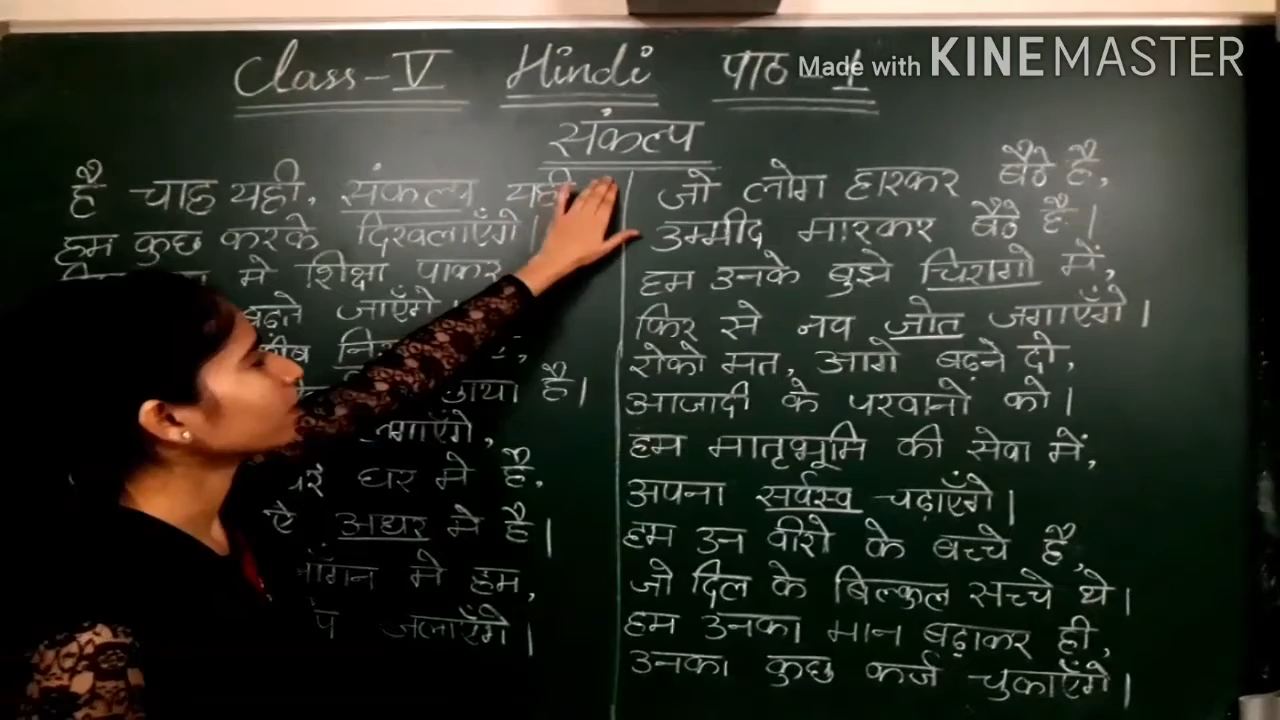 Class-V Hindi पाठ-1
Made with KINEMASTER
संकल्प
है चाह यही, संकल्प यही
हम कुछ करके दिखलाएँगे।
मे शिक्षा पाकर
बढ़ते जाएँगे
है।
घर मे है,
अधर मे है।
मे हम,
जलाएँगे।
जो लोग हारकर बैठे है,
उम्मीद मारकर बैठे है।
हम उनके बुझे चिरागो में,
फिर से नव जोत जगाएँगे।
रोको मत, आगे बढने दो,
आजादी के परवानो को।
हम मातृभूमि की सेवा में,
अपना सर्वस्व चढ़ाएँगे।
हम उन वीरो के बच्चे है,
जो दिल के बिल्कुल सच्चे थे।
हम उनका मान बढ़ाकर ही,
उनका कुछ कर्ज चुकाएँगे।